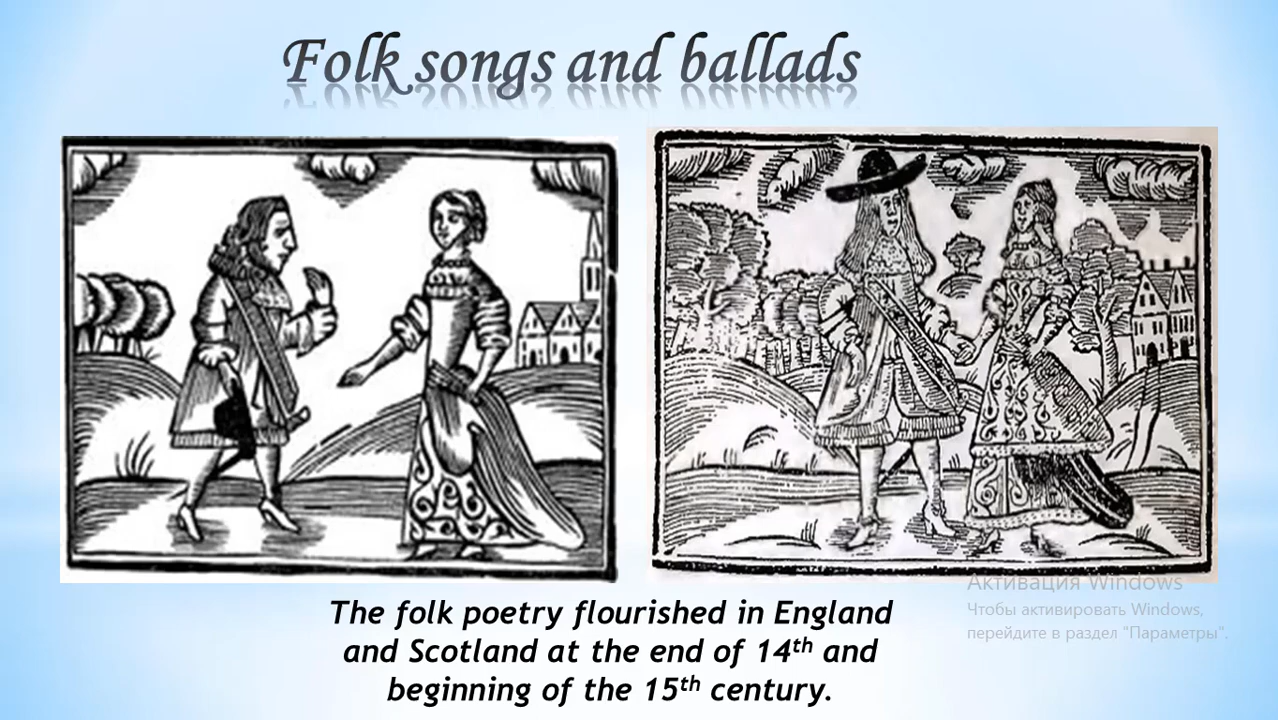 Folk songs and ballads
The folk poetry flourished in England
and Scotland at the end of 14th and
beginning of the 15th century.
Активация Windows
Чтобы активировать Windows,
перейдите в раздел "Параметры".